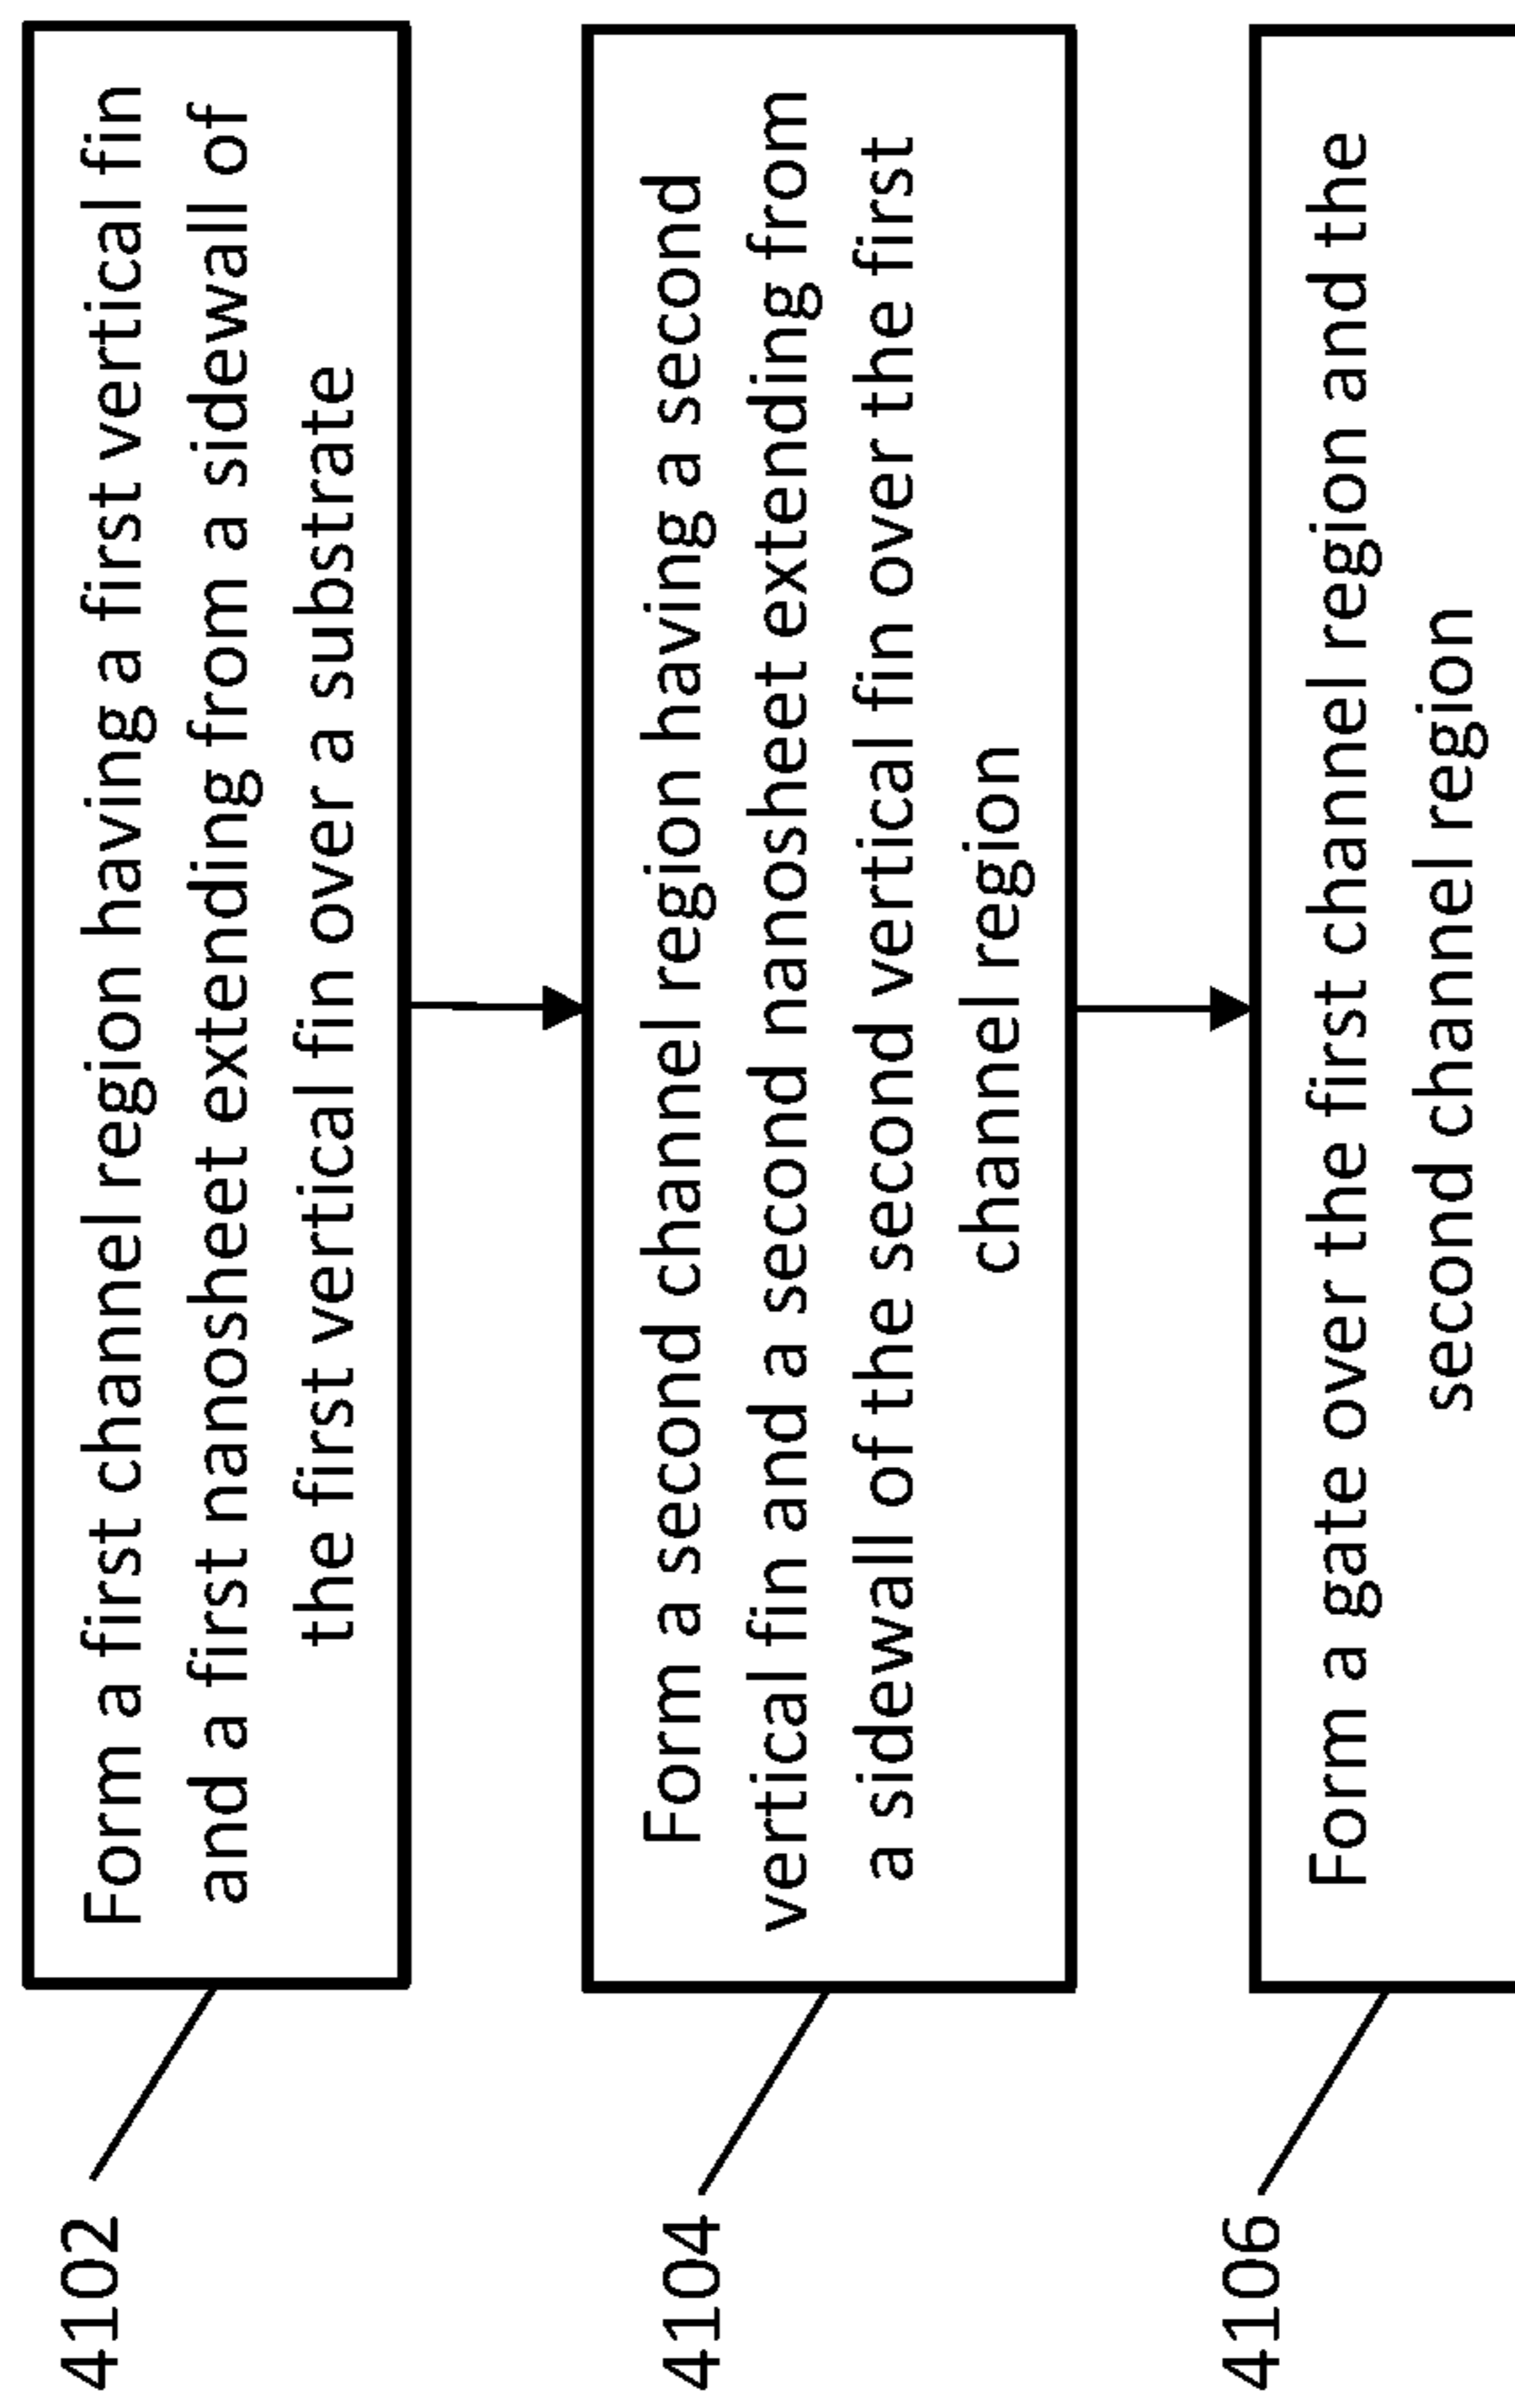 4102
Form a first channel region having a first vertical fin
and a first nanosheet extending from a sidewall of
the first vertical fin over a substrate
4104
Form a second channel region having a second
vertical fin and a second nanosheet extending from
a sidewall of the second vertical fin over the first
channel region
4106
Form a gate over the first channel region and the
second channel region